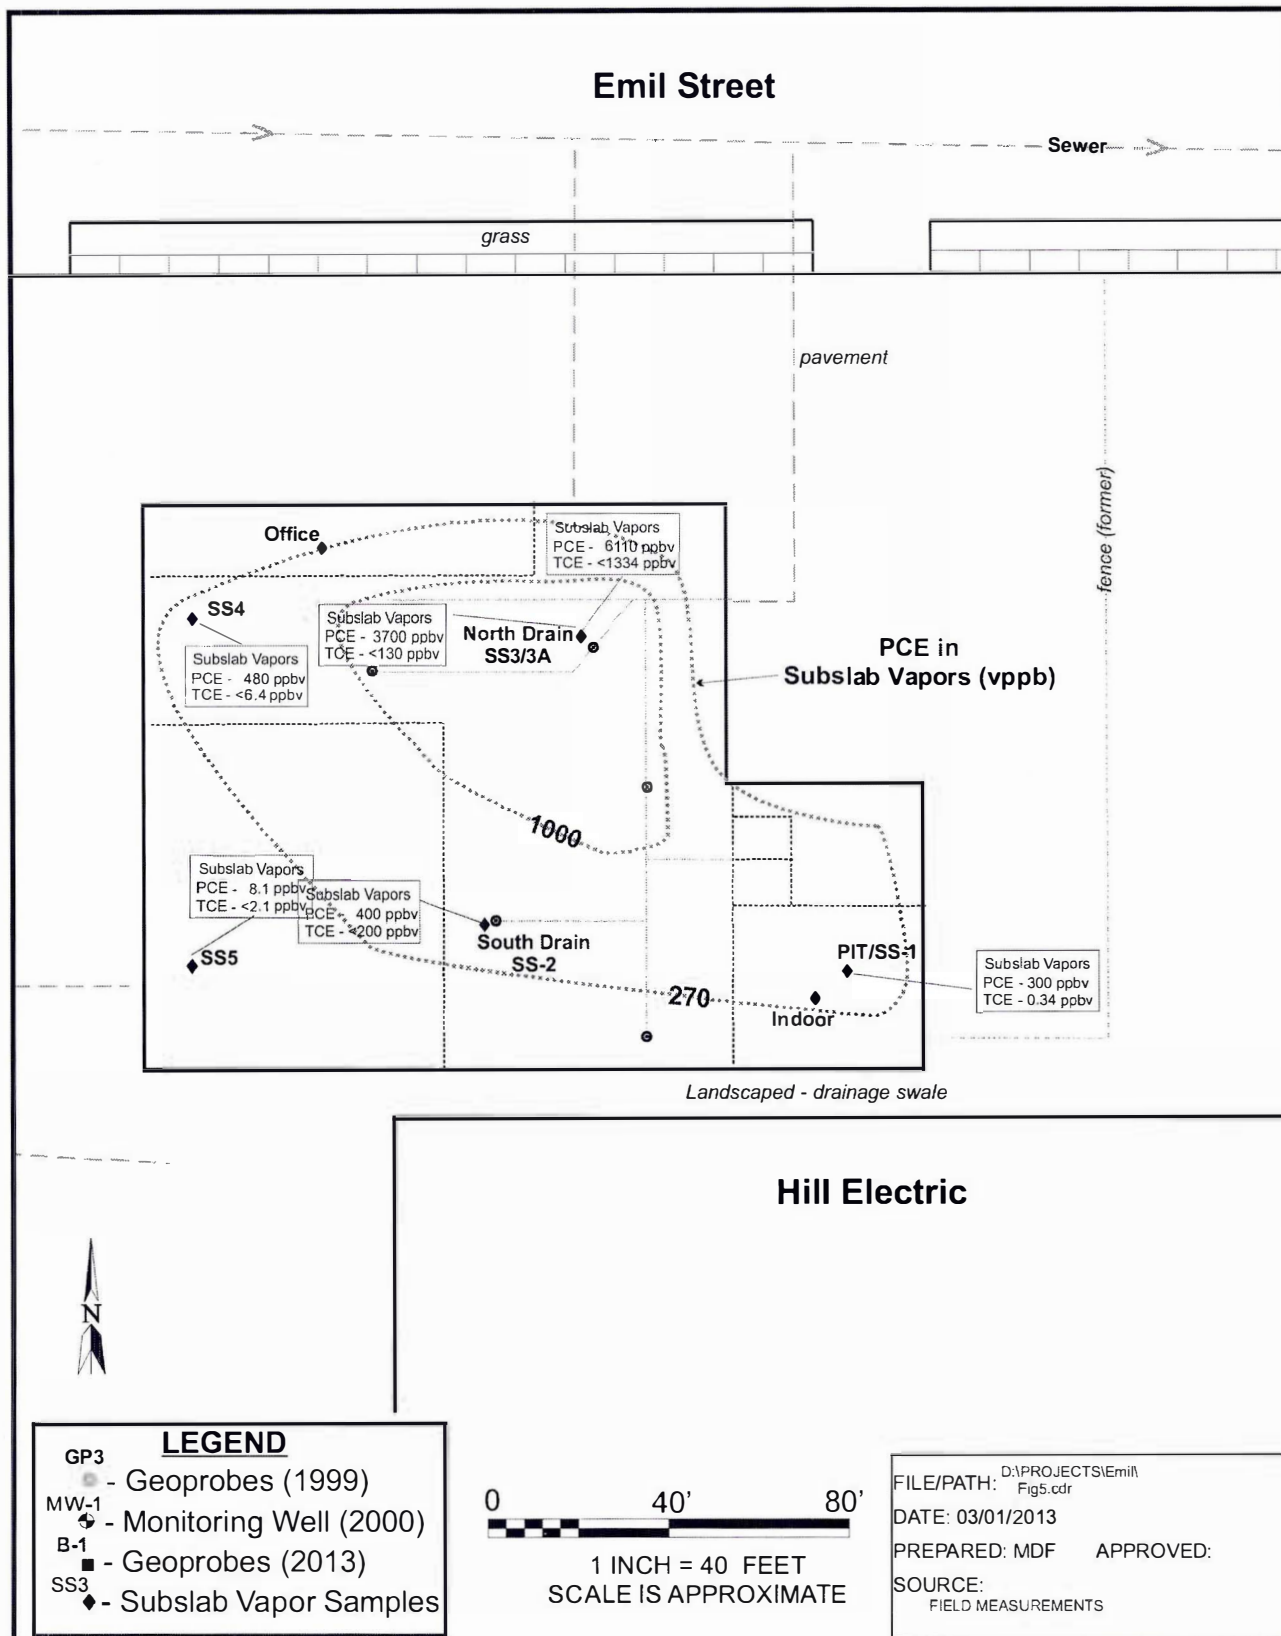 Emil Street
Sewer
grass
pavement
fence (former)
Office
Subslab Vapors
PCE - 6110 ppbv
TCE - <1334 ppbv
SS4
Subslab Vapors
PCE - 3700 ppbv
TCE - <130 ppbv
North Drain
SS3/3A
PCE in
Subslab Vapors (vppb)
Subslab Vapors
PCE - 480 ppbv
TCE - <6.4 ppbv
1000
Subslab Vapors
PCE - 8.1 ppbv
TCE - <2.1 ppbv
Subslab Vapors
PCE - 400 ppbv
TCE - <200 ppbv
South Drain
SS-2
SS5
PIT/SS-1
Subslab Vapors
PCE - 300 ppbv
TCE - 0.34 ppbv
270
Indoor
Landscaped - drainage swale
Hill Electric
N
LEGEND
GP3
- Geoprobes (1999)
MW-1
- Monitoring Well (2000)
B-1
- Geoprobes (2013)
SS3
- Subslab Vapor Samples
0 40' 80'
1 INCH = 40 FEET
SCALE IS APPROXIMATE
FILE/PATH: D:\PROJECTS\Emil\
Fig5.cdr
DATE: 03/01/2013
PREPARED: MDF APPROVED:
SOURCE:
FIELD MEASUREMENTS